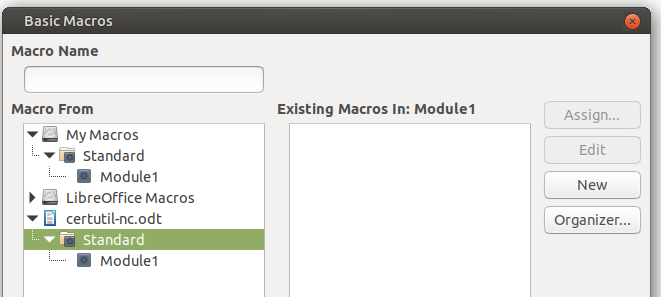 Basic Macros
Macro Name
Macro From
Existing Macros In: Module1
My Macros
Standard
Module1
LibreOffice Macros
certutil-nc.odt
Standard
Module1
Assign...
Edit
New
Organizer...